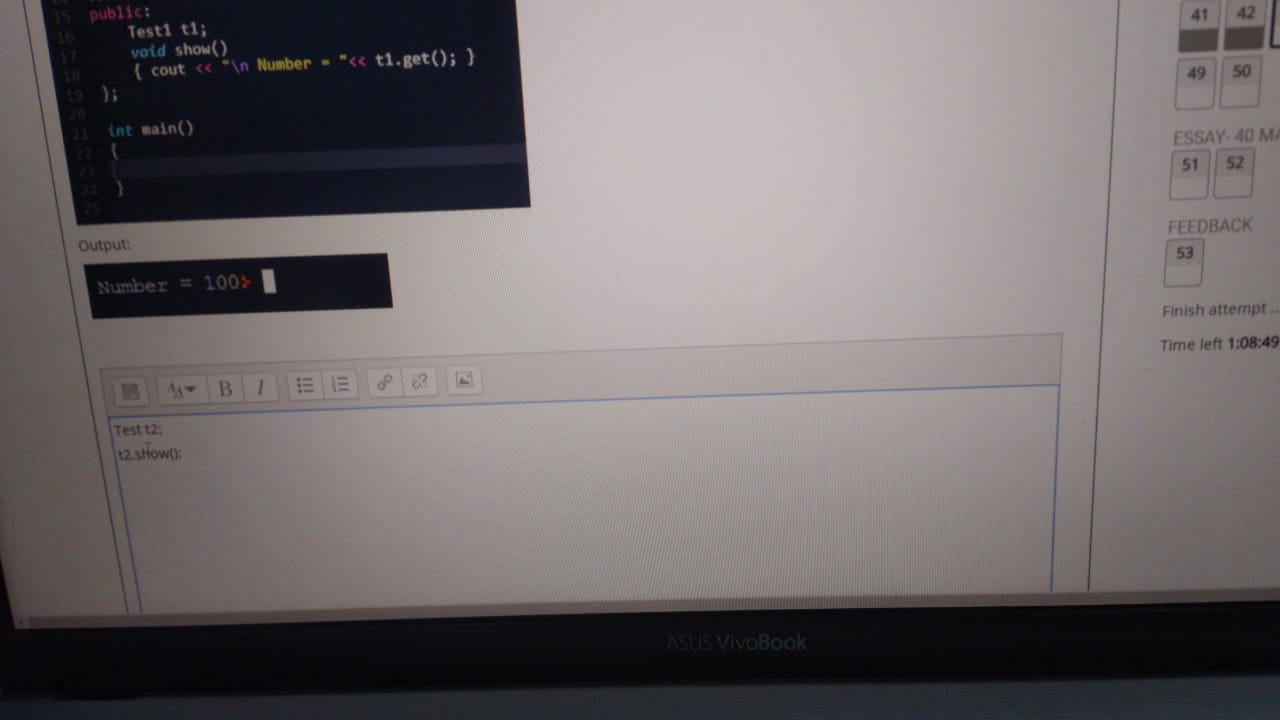 15 public:
16 Test1 t1;
17 void show()
18 { cout << "\n Number = "<< t1.get(); }
19 };
20
21 int main()
22 {
23
24 }
25
Output:
Number = 100>
Test t2;
t2.show();
41 42
49 50
ESSAY- 40 MA
51 52
FEEDBACK
53
Finish attempt ...
Time left 1:08:49
ASUS VivoBook